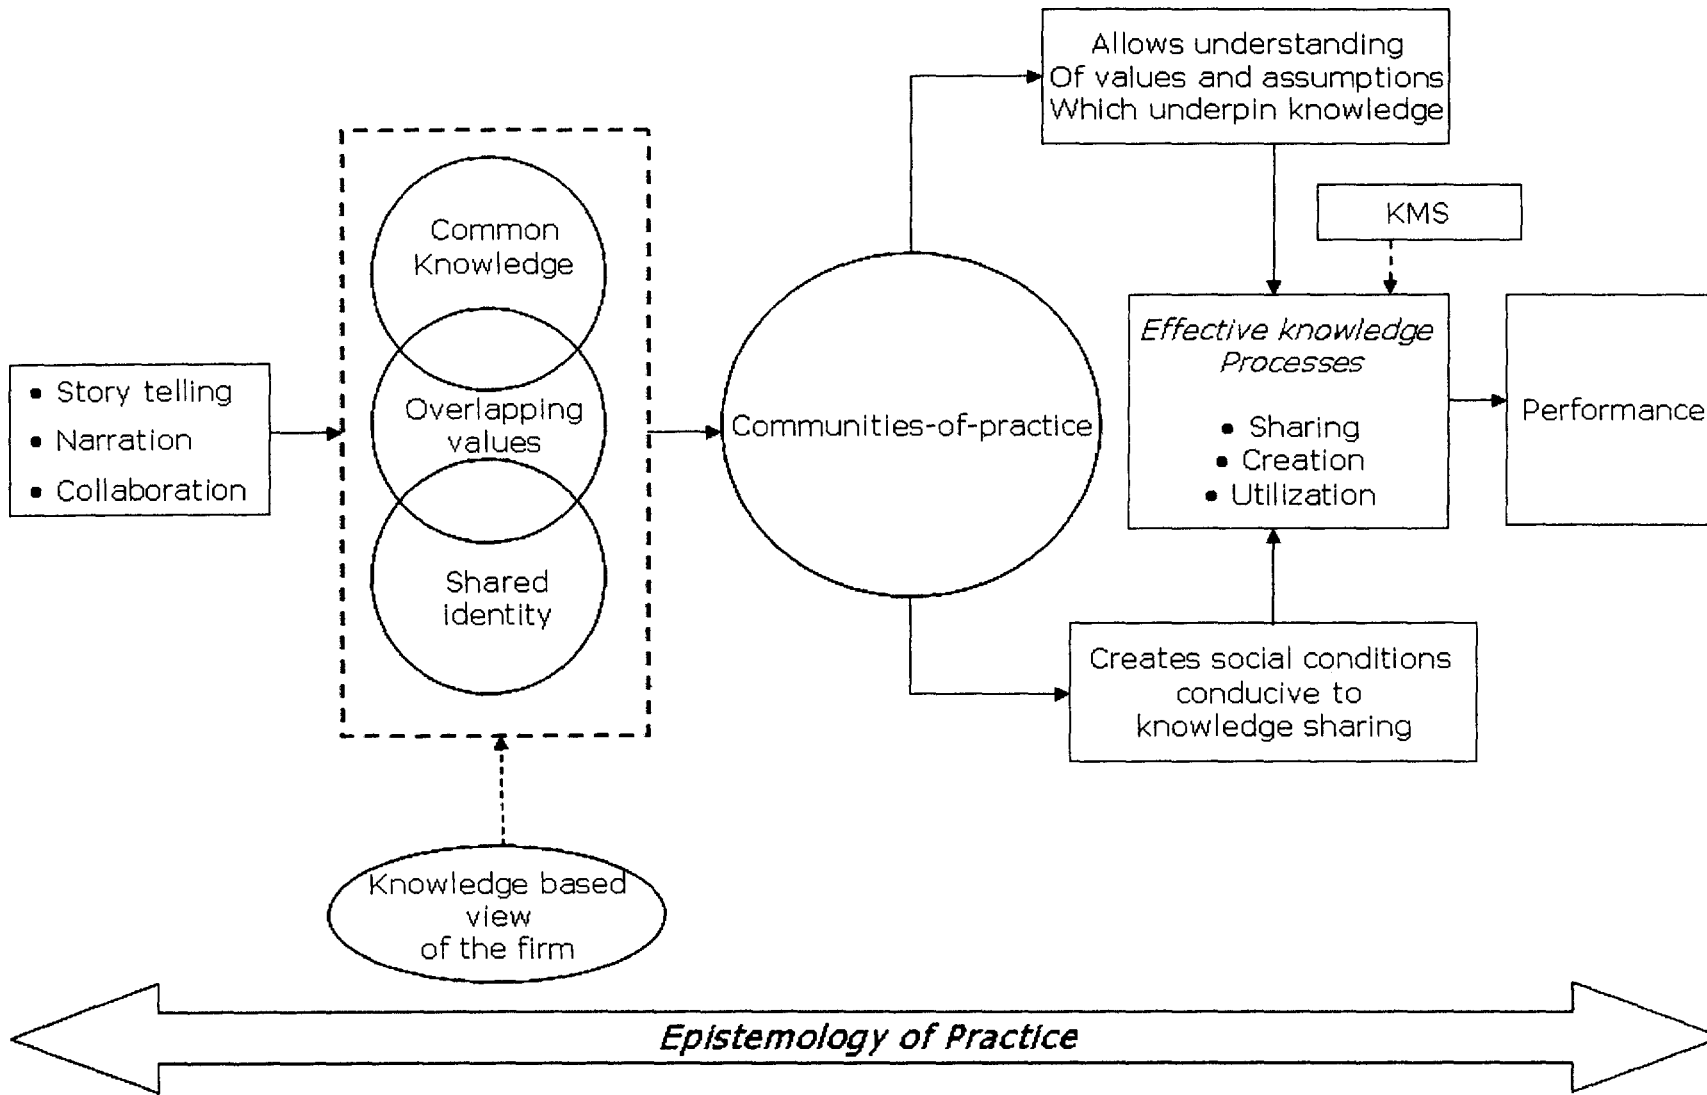 Allows understanding
Of values and assumptions
Which underpin knowledge
KMS
Common
Knowledge
Effective knowledge
Processes
• Sharing
• Creation
• Utilization
Performance
• Story telling
• Narration
• Collaboration
Overlapping
values
Communities-of-practice
Shared
identity
Creates social conditions
conducive to
knowledge sharing
Knowledge based
view
of the firm
Epistemology of Practice